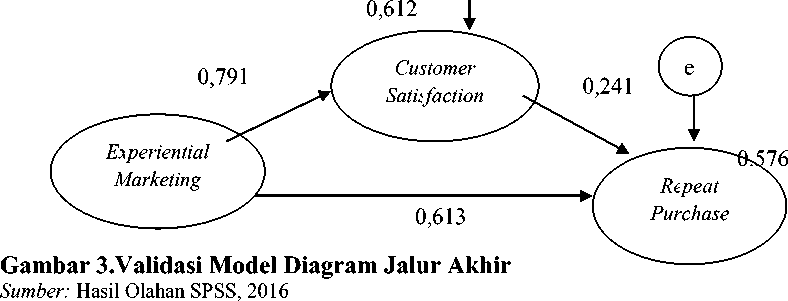 0,612
Customer
Satisfaction
e
0,791
0,241
0.576
Experiential
Marketing
Repeat
Purchase
0,613
Gambar 3.Validasi Model Diagram Jalur Akhir
Sumber: Hasil Olahan SPSS, 2016